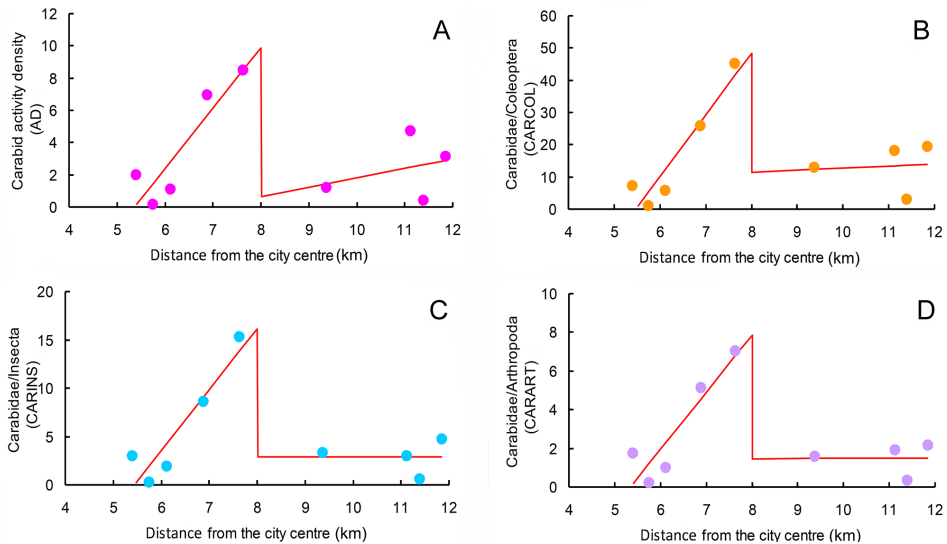 A
Carabid activity density
(AD)
12
10
8
6
4
2
0
4 5 6 7 8 9 10 11 12
Distance from the city centre (km)
B
Carabidae/Coleoptera
(CARCOL)
60
50
40
30
20
10
0
4 5 6 7 8 9 10 11 12
Distance from the city centre (km)
C
Carabidae/Insecta
(CARINS)
20
15
10
5
0
4 5 6 7 8 9 10 11 12
Distance from the city centre (km)
D
Carabidae/Arthropoda
(CARART)
10
8
6
4
2
0
4 5 6 7 8 9 10 11 12
Distance from the city centre (km)